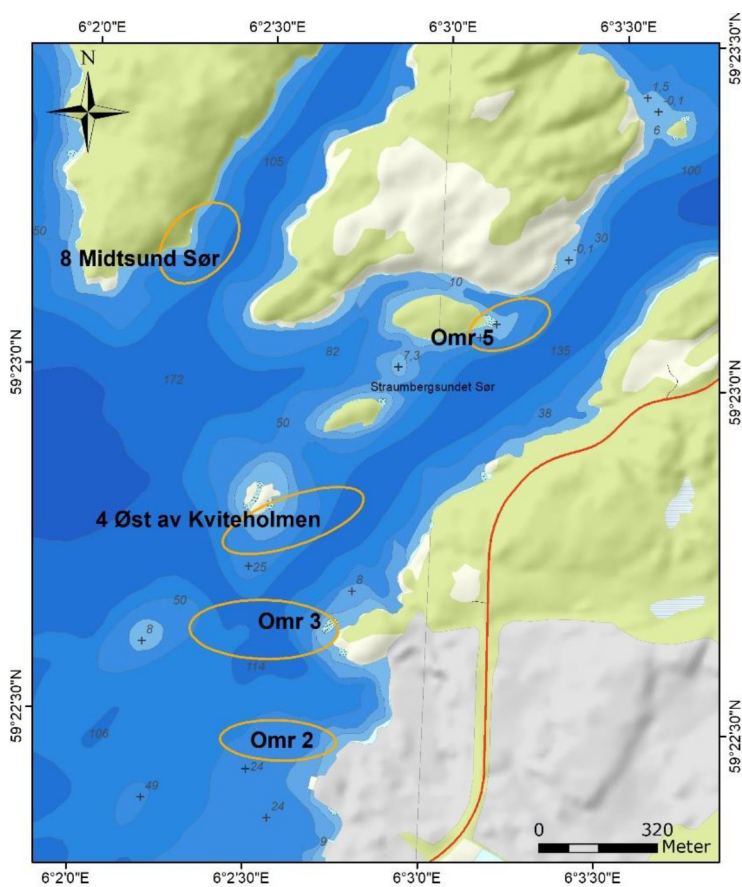 6°2'0"E 6°2'30"E 6°3'0"E 6°3'30"E
59°23'30"N
59°23'30"N
N
1,5
-0,1
6
105
100
50
-0,1
30
8 Midtsund Sør
10
Omr 5
82
135
59°23'0"N
7,3
172
Straumbergsundet Sør
59°23'0"N
38
50
4 Øst av Kviteholmen
25
8
50
Omr 3
8
114
59°22'30"N
106
Omr 2
59°22'30"N
24
49
24
9
0 320
Meter
6°2'0"E 6°2'30"E 6°3'0"E 6°3'30"E